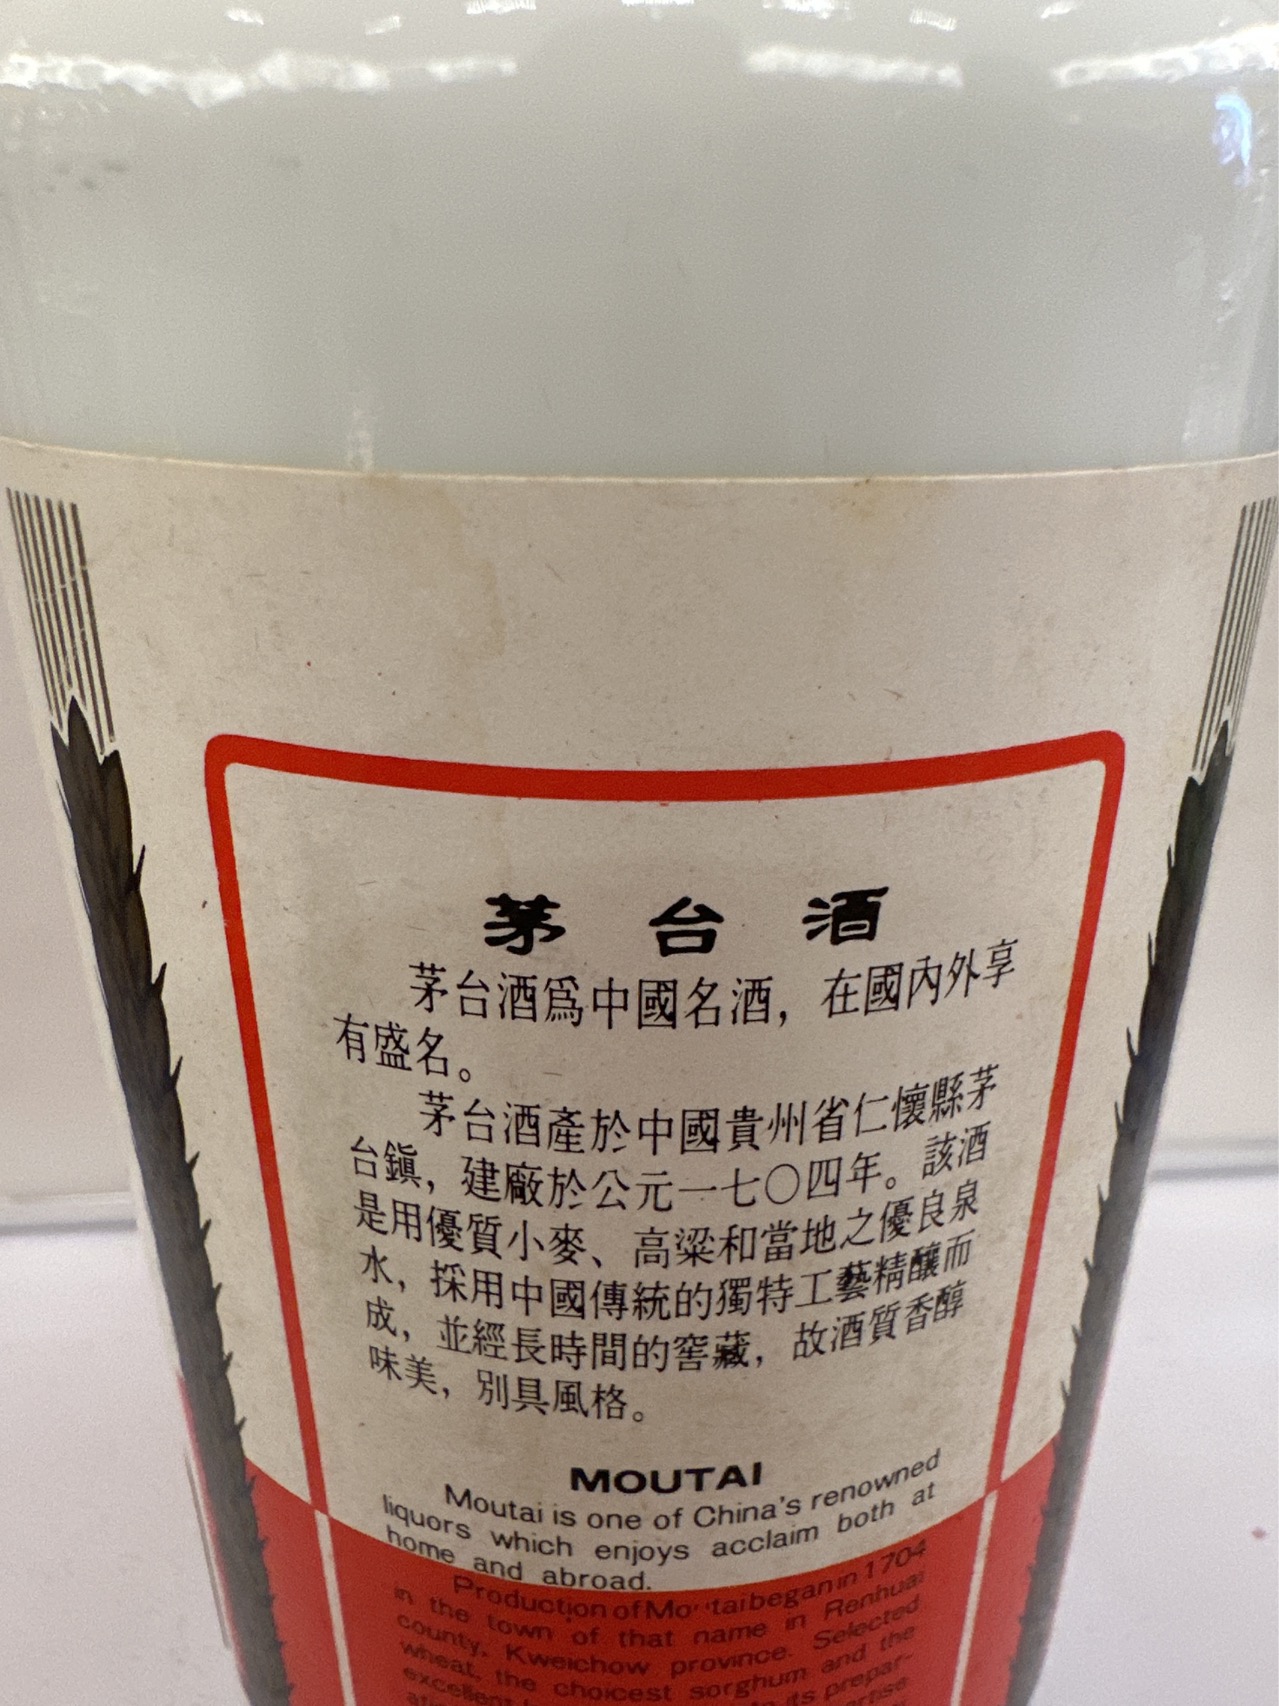 茅台酒
茅台酒爲中國名酒，在國內外享
有盛名。
茅台酒產於中國貴州省仁懷縣茅
台鎭，建廠於公元一七〇四年。該酒
是用優質小麥、高粱和當地之優良泉
水，採用中國傳統的獨特工藝精釀而
成，並經長時間的窖藏，故酒質香醇
味美，別具風格。
MOUTAI
Moutai is one of China's renowned
liquors which enjoys acclaim both at
home and abroad.
Production of Mo tai began in 1704
in the town of that name in Renhuai
county, Kweichow province. Selected
wheat, the choicest sorghum and the
excellent its prepar-